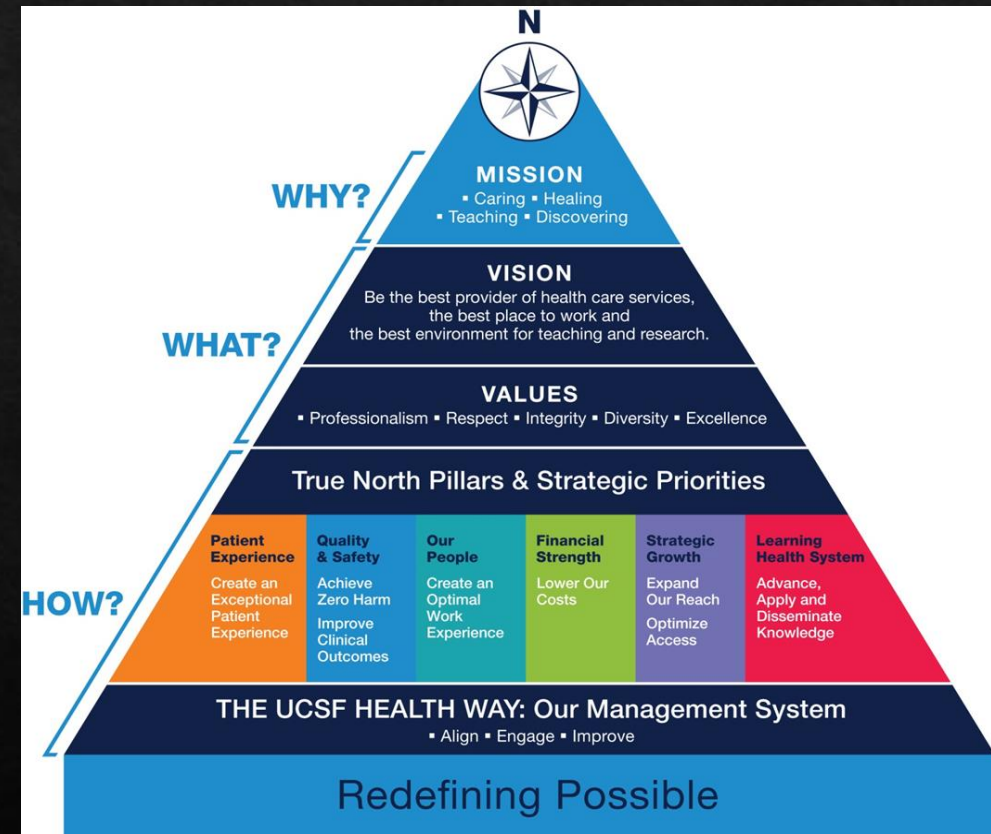 N
WHY?
MISSION
▪ Caring ▪ Healing
▪ Teaching ▪ Discovering
WHAT?
VISION
Be the best provider of health care services,
the best place to work and
the best environment for teaching and research.
VALUES
▪ Professionalism ▪ Respect ▪ Integrity ▪ Diversity ▪ Excellence
HOW?
True North Pillars & Strategic Priorities
Patient
Experience
Create an
Exceptional
Patient
Experience
Quality
& Safety
Achieve
Zero Harm
Improve
Clinical
Outcomes
Our
People
Create an
Optimal
Work
Experience
Financial
Strength
Lower Our
Costs
Strategic
Growth
Expand
Our Reach
Optimize
Access
Learning
Health System
Advance,
Apply and
Disseminate
Knowledge
THE UCSF HEALTH WAY: Our Management System
▪ Align ▪ Engage ▪ Improve
Redefining Possible